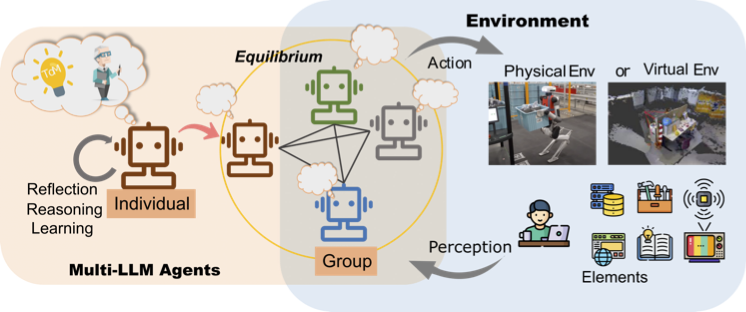 Environment
Equilibrium
Action
Physical Env or Virtual Env
ToM
Reflection
Reasoning
Learning
Individual
Group
Perception
Elements
Multi-LLM Agents